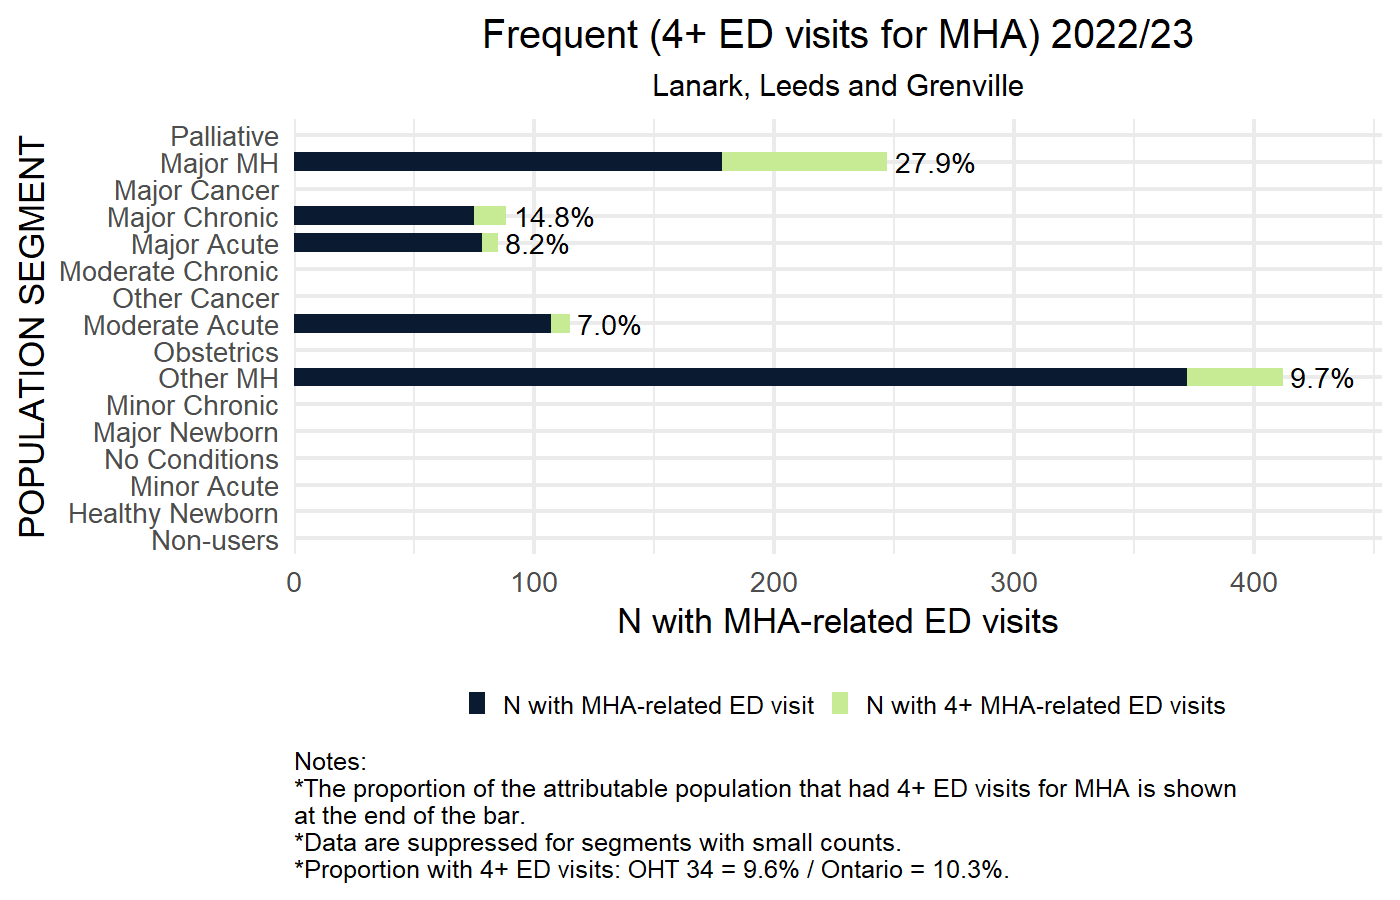 Frequent (4+ ED visits for MHA) 2022/23
Lanark, Leeds and Grenville
POPULATION SEGMENT
Palliative
Major MH
27.9%
Major Cancer
Major Chronic
14.8%
Major Acute
8.2%
Moderate Chronic
Other Cancer
Moderate Acute
7.0%
Obstetrics
Other MH
9.7%
Minor Chronic
Major Newborn
No Conditions
Minor Acute
Healthy Newborn
Non-users
0 100 200 300 400
N with MHA-related ED visits
N with MHA-related ED visit N with 4+ MHA-related ED visits
Notes:
*The proportion of the attributable population that had 4+ ED visits for MHA is shown
at the end of the bar.
*Data are suppressed for segments with small counts.
*Proportion with 4+ ED visits: OHT 34 = 9.6% / Ontario = 10.3%.